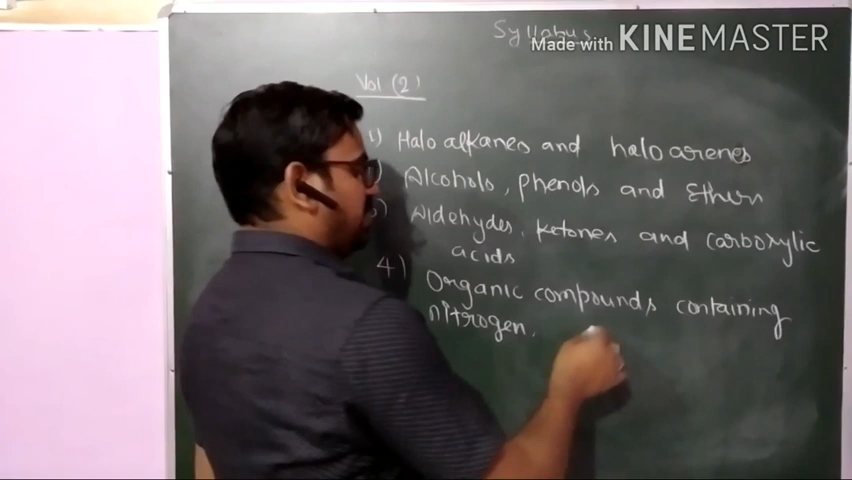 Syllabus
Made with KINEMASTER
Vol (2)
1) Halo alkanes and halo arenes
) Alcohols, phenols and Ethers
3) Aldehydes, ketones and carboxylic
acids
4) Organic compounds containing
nitrogen.